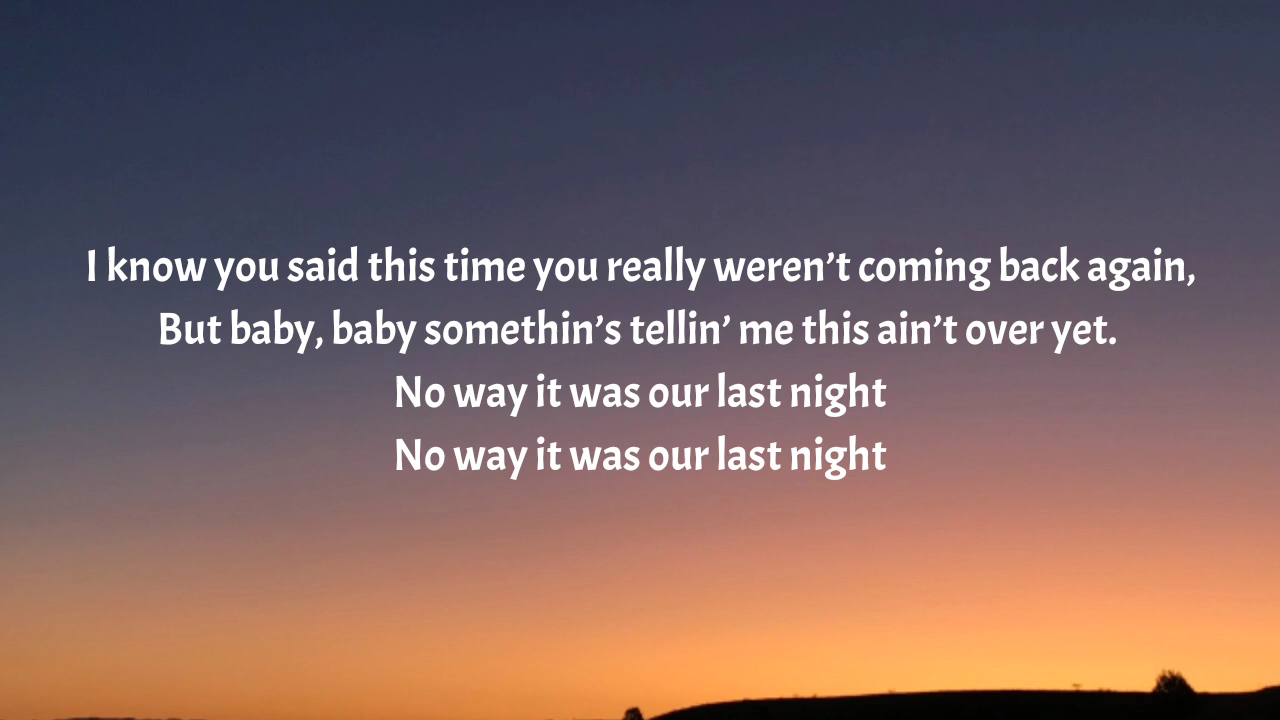 I know you said this time you really weren’t coming back again,
But baby, baby somethin’s tellin’ me this ain’t over yet.
No way it was our last night
No way it was our last night